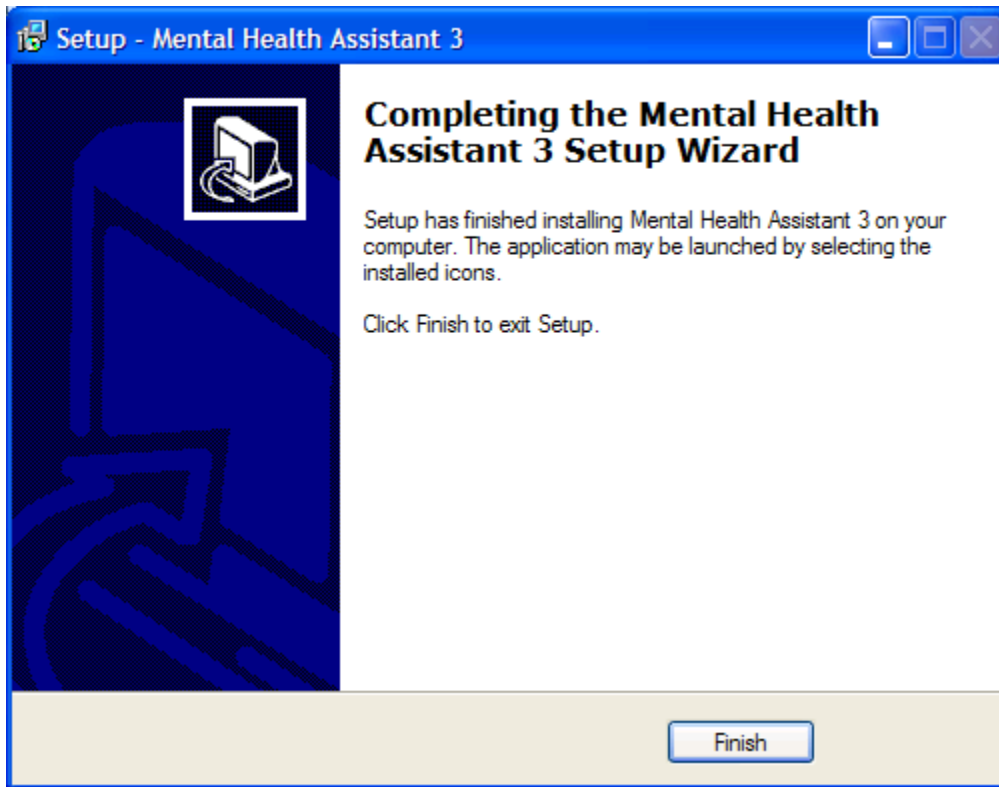 Setup - Mental Health Assistant 3
Completing the Mental Health
Assistant 3 Setup Wizard
Setup has finished installing Mental Health Assistant 3 on your
computer. The application may be launched by selecting the
installed icons.
Click Finish to exit Setup.
Finish